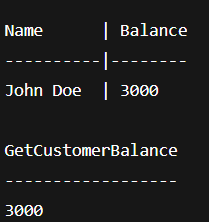 Name      | Balance
----------|--------
John Doe  | 3000
GetCustomerBalance
------------------
3000